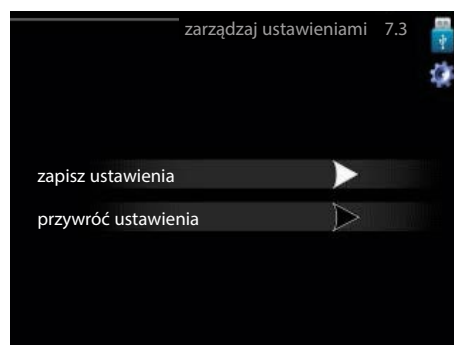 zarządzaj ustawieniami 7.3
zapisz ustawienia
przywróć ustawienia